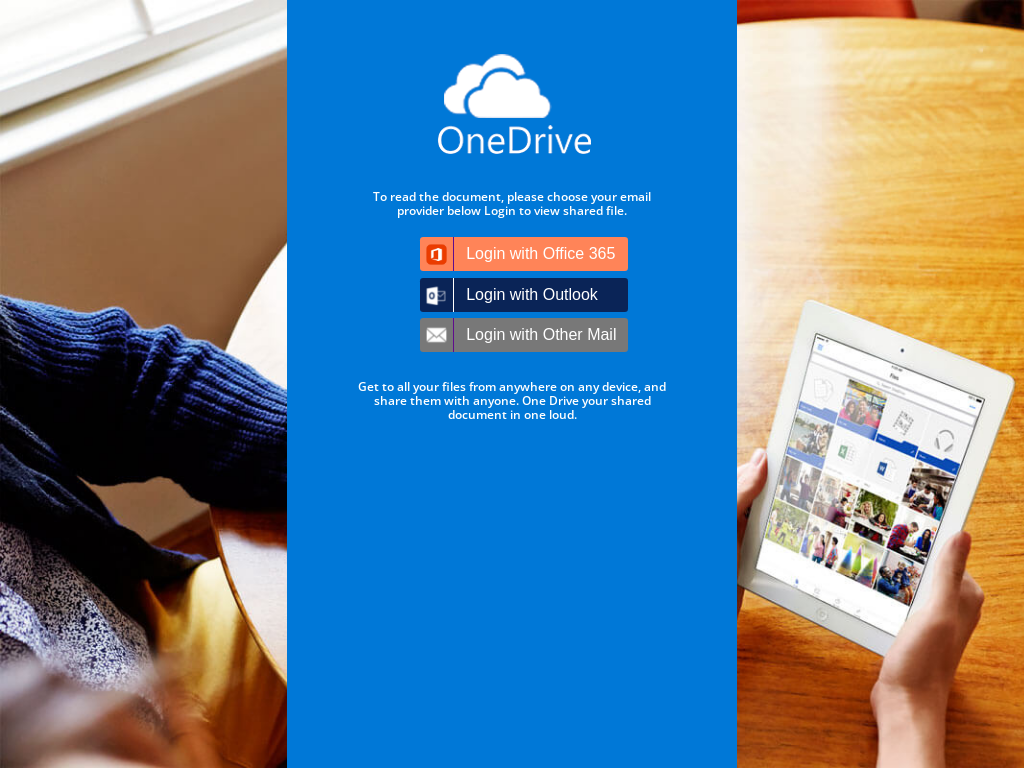 OneDrive
To read the document, please choose your email
provider below Login to view shared file.
Login with Office 365
Login with Outlook
Login with Other Mail
Get to all your files from anywhere on any device, and
share them with anyone. One Drive your shared
document in one loud.
Files